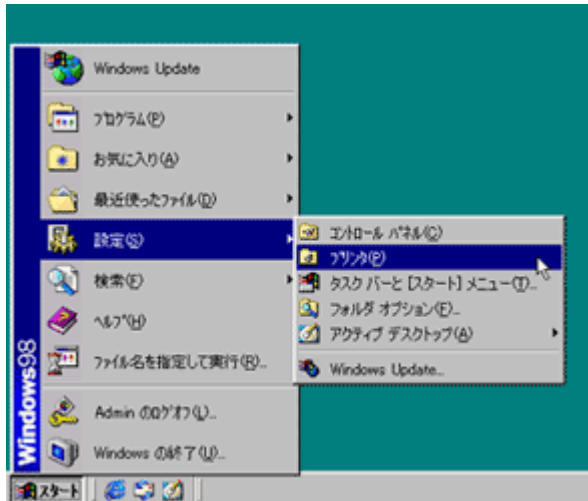 Windows Update
ﾌﾟﾛｸﾞﾗﾑ(P)
お気に入り(A)
最近使ったﾌｧｲﾙ(D)
設定(S)
検索(F)
ﾍﾙﾌﾟ(H)
ﾌｧｲﾙ名を指定して実行(R)...
Admin のﾛｸﾞｵﾌ(L)...
Windows の終了(U)...
Windows98
ｺﾝﾄﾛｰﾙ ﾊﾟﾈﾙ(C)
ﾌﾟﾘﾝﾀ(P)
タスク バーと [スタート] メニュー(T)...
フォルダ オプション(F)...
アクティブ デスクトップ(A)
Windows Update...
スタート